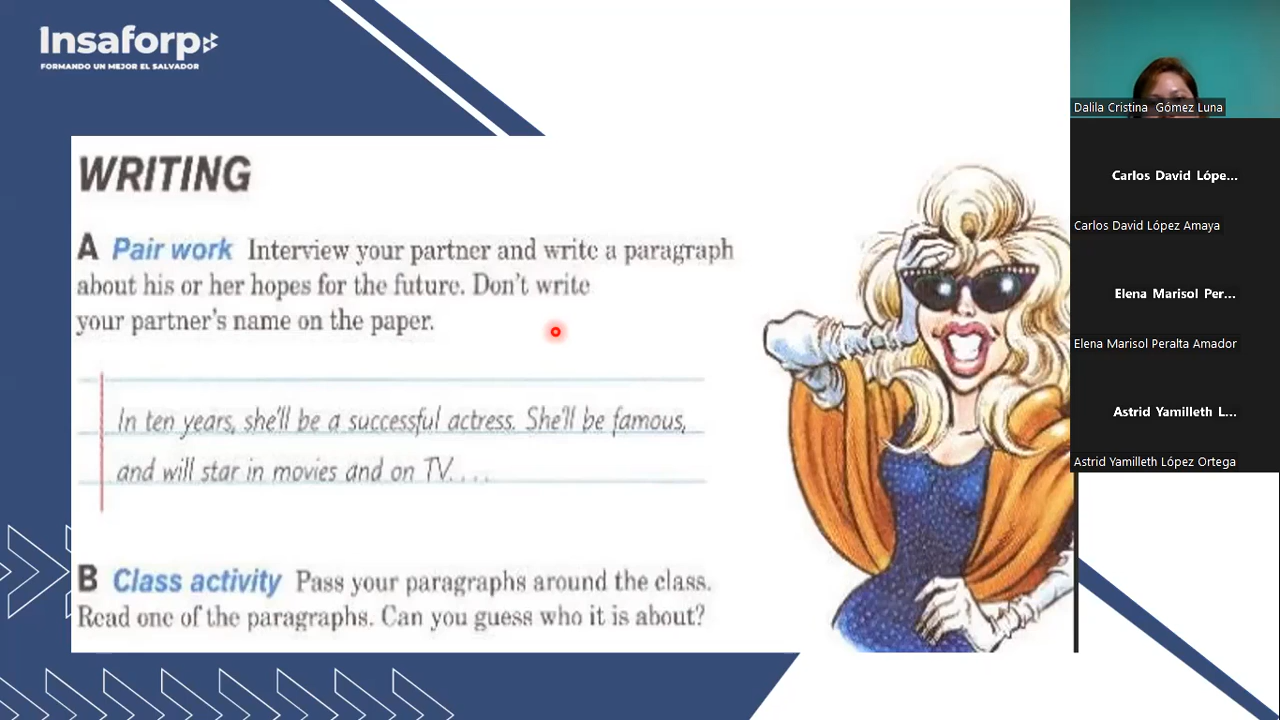 Insaforp
FORMANDO UN MEJOR EL SALVADOR
WRITING
A Pair work Interview your partner and write a paragraph
about his or her hopes for the future. Don't write
your partner's name on the paper.
In ten years, she'll be a successful actress. She'll be famous,
and will star in movies and on TV. . . .
B Class activity Pass your paragraphs around the class.
Read one of the paragraphs. Can you guess who it is about?
Dalila Cristina Gómez Luna
Carlos David Lópe...
Carlos David López Amaya
Elena Marisol Per...
Elena Marisol Peralta Amador
Astrid Yamilleth L...
Astrid Yamilleth López Ortega